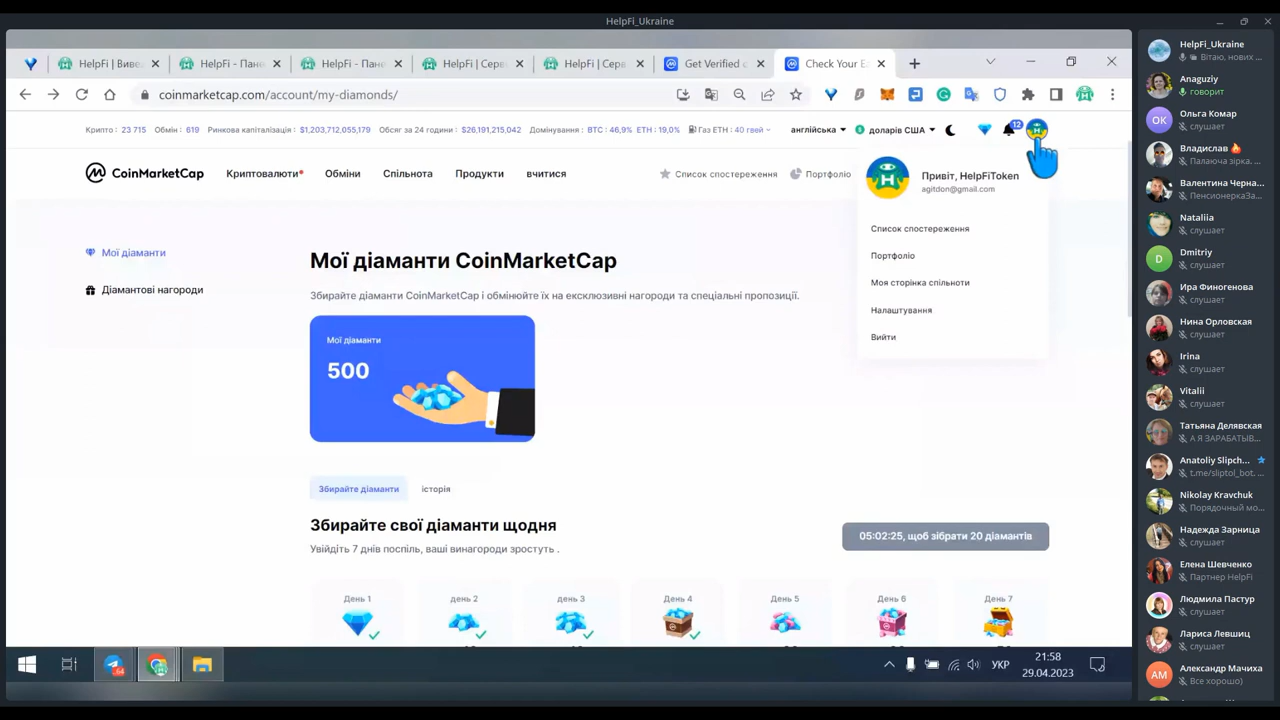 HelpFi_Ukraine
HelpFi | Виве
HelpFi - Пан
HelpFi - Пан
HelpFi | Серв
HelpFi | Серв
Get Verified
Check Your E
coinmarketcap.com/account/my-diamonds/
Крипто : 23 715 Обмін : 619 Ринкова капіталізація : $1,203,712,055,179 Обсяг за 24 години : $26,191,215,042 Домінування : BTC : 46,9% ETH : 19,0% Газ ETH : 40 гвей
англійська
доларів США
12
CoinMarketCap
Криптовалюти
Обміни
Спільнота
Продукти
вчитися
Список спостереження
Портфоліо
Привіт, HelpFiToken
agitdon@gmail.com
Список спостереження
Портфоліо
Моя сторінка спільноти
Налаштування
Вийти
Мої діаманти
Діамантові нагороди
Мої діаманти CoinMarketCap
Збирайте діаманти CoinMarketCap і обмінюйте їх на ексклюзивні нагороди та спеціальні пропозиції.
Мої діаманти
500
Збирайте діаманти
історія
Збирайте свої діаманти щодня
Увійдіть 7 днів поспіль, ваші винагороди зростуть .
05:02:25, щоб зібрати 20 діамантів
День 1
день 2
день 3
День 4
День 5
День 6
День 7
УКР
21:58
29.04.2023
HelpFi_Ukraine
Вітаю, нових ...
Anaguziy
говорит
ОК
Ольга Комар
слушает
Владислав
Палаюча зірка. ...
Валентина Черна...
ПенсионеркаЗа...
Nataliia
слушает
D
Dmitriy
слушает
Ира Финогенова
слушает
Нина Орловская
слушает
Irina
слушает
Vitalii
слушает
Татьяна Делявская
А Я ЗАРАБАТЫВ...
Anatoliy Slipch...
t.me/sliptol_bot. ...
Nikolay Kravchuk
Порядочный мо...
Надежда Зарница
слушает
Елена Шевченко
Партнер HelpFi
Людмила Пастур
слушает
Лариса Левшиц
слушает
АМ
Александр Мачиха
Все хорошо)